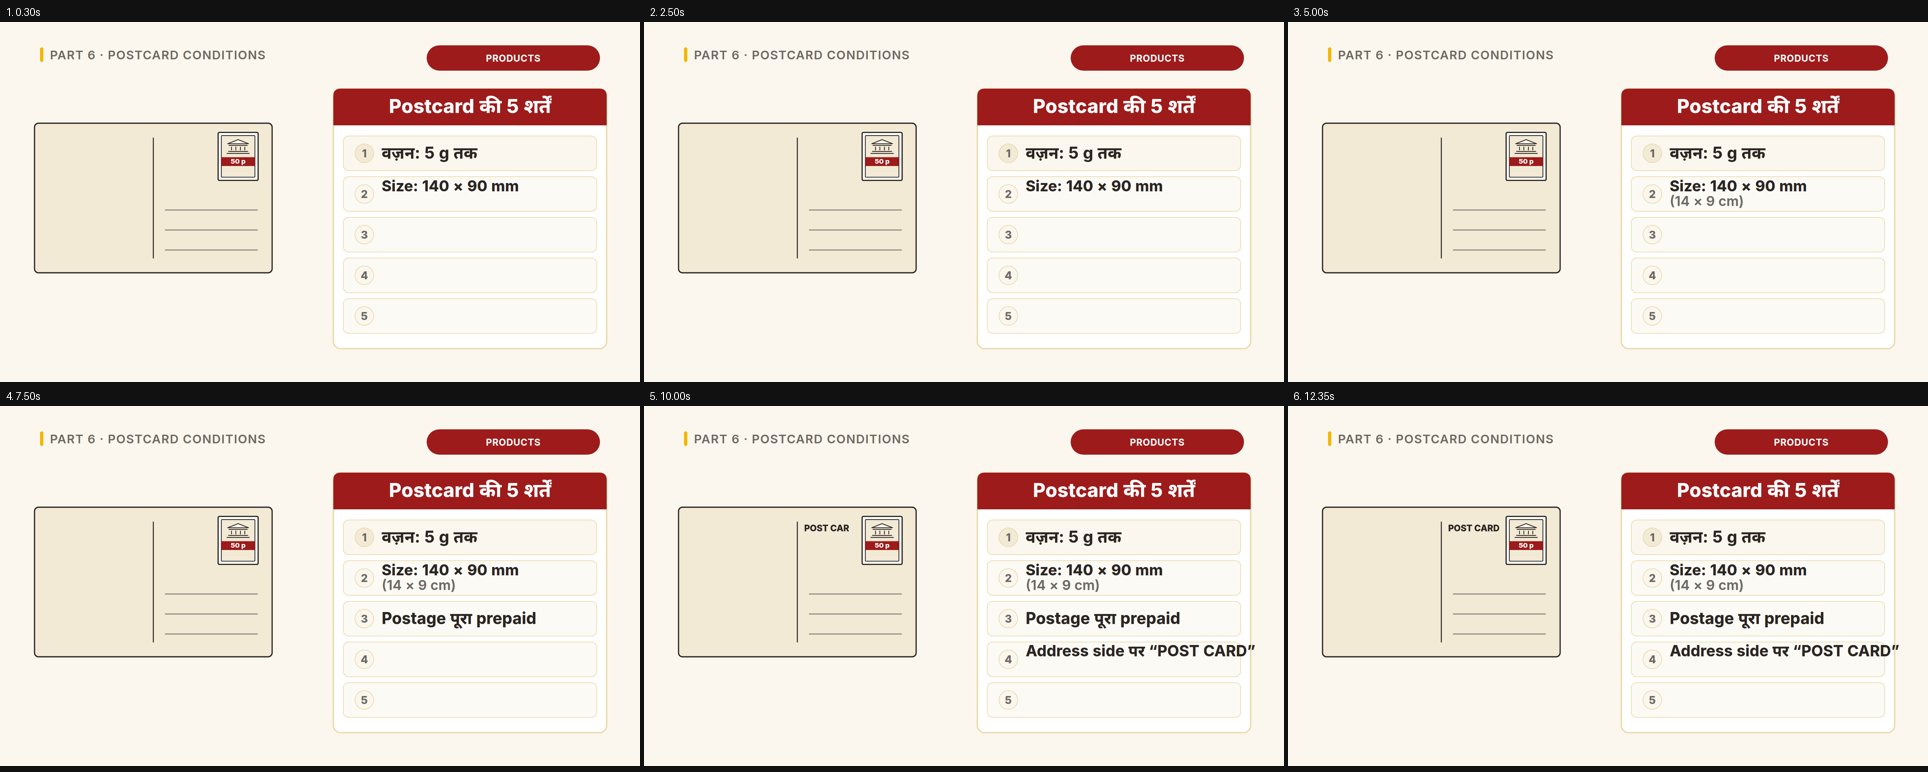 1. 0.30s
PART 6 · POSTCARD CONDITIONS
PRODUCTS
Postcard की 5 शर्तें
50 p
1 वज़न: 5 g तक
2 Size: 140 × 90 mm
3
4
5
2. 2.50s
PART 6 · POSTCARD CONDITIONS
PRODUCTS
Postcard की 5 शर्तें
50 p
1 वज़न: 5 g तक
2 Size: 140 × 90 mm
3
4
5
3. 5.00s
PART 6 · POSTCARD CONDITIONS
PRODUCTS
Postcard की 5 शर्तें
50 p
1 वज़न: 5 g तक
2 Size: 140 × 90 mm
(14 × 9 cm)
3
4
5
4. 7.50s
PART 6 · POSTCARD CONDITIONS
PRODUCTS
Postcard की 5 शर्तें
50 p
1 वज़न: 5 g तक
2 Size: 140 × 90 mm
(14 × 9 cm)
3 Postage पूरा prepaid
4
5
5. 10.00s
PART 6 · POSTCARD CONDITIONS
PRODUCTS
Postcard की 5 शर्तें
POST CAR
50 p
1 वज़न: 5 g तक
2 Size: 140 × 90 mm
(14 × 9 cm)
3 Postage पूरा prepaid
4 Address side पर “POST CARD”
5
6. 12.35s
PART 6 · POSTCARD CONDITIONS
PRODUCTS
Postcard की 5 शर्तें
POST CARD
50 p
1 वज़न: 5 g तक
2 Size: 140 × 90 mm
(14 × 9 cm)
3 Postage पूरा prepaid
4 Address side पर “POST CARD”
5